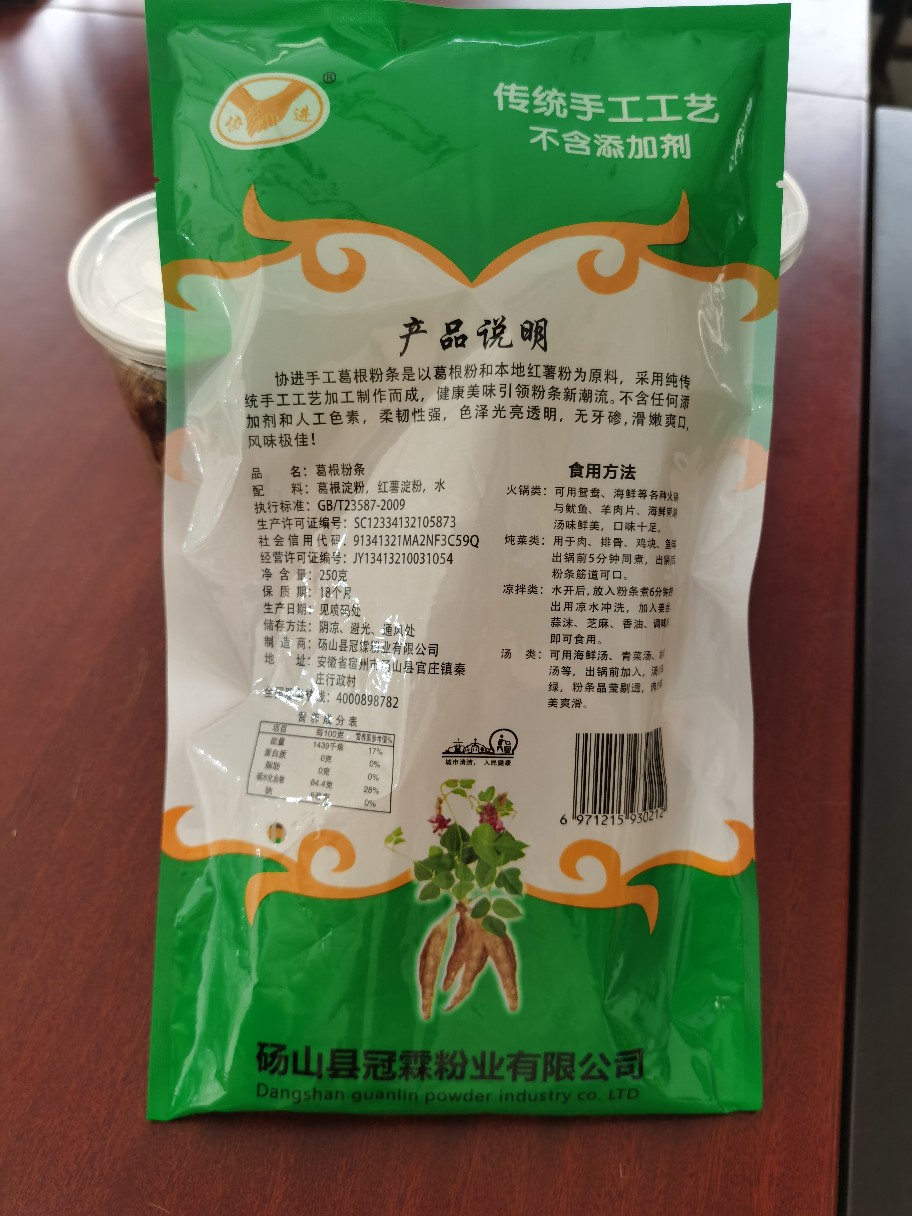 协 进 ®
传统手工工艺
不含添加剂
产品说明
协进手工葛根粉条是以葛根粉和本地红薯粉为原料，采用纯传
统手工工艺加工制作而成，健康美味引领粉条新潮流。不含任何添
加剂和人工色素，柔韧性强，色泽光亮透明，无牙碜，滑嫩爽口，
风味极佳！
品 名：葛根粉条
配 料：葛根淀粉，红薯淀粉，水
执行标准：GB/T23587-2009
生产许可证编号：SC12334132105873
社会信用代码：91341321MA2NF3C59Q
经营许可证编号：JY13413210031054
净含量：250克
保质期：18个月
生产日期：见喷码处
储存方法：阴凉、避光、通风处
制造商：砀山县冠霖粉业有限公司
地 址：安徽省宿州市砀山县官庄镇秦
庄行政村
线：4000898782
营养成分表
项目 每100克 营养素参考值%
能量 1439千焦 17%
蛋白质 0克 0%
脂肪 0克 0%
碳水化合物 84.4克 28%
钠 0%
食用方法
火锅类：可用鸳鸯、海鲜等各种火锅
与鱿鱼、羊肉片、海鲜
汤味鲜美，口味十足。
炖菜类：用于肉、排骨、鸡块、鱼
出锅前5分钟同煮，出锅后
粉条筋道可口。
凉拌类：水开后，放入粉条煮6分钟
出用凉水冲洗，加入姜
蒜沫、芝麻、香油、调味
即可食用。
汤 类：可用海鲜汤、青菜汤、
汤等，出锅前加入，汤
绿，粉条晶莹剔透，肉
美爽滑。
城市清洁，人民健康
6 971215 930212
砀山县冠霖粉业有限公司
Dangshan guanlin powder industry co. LTD